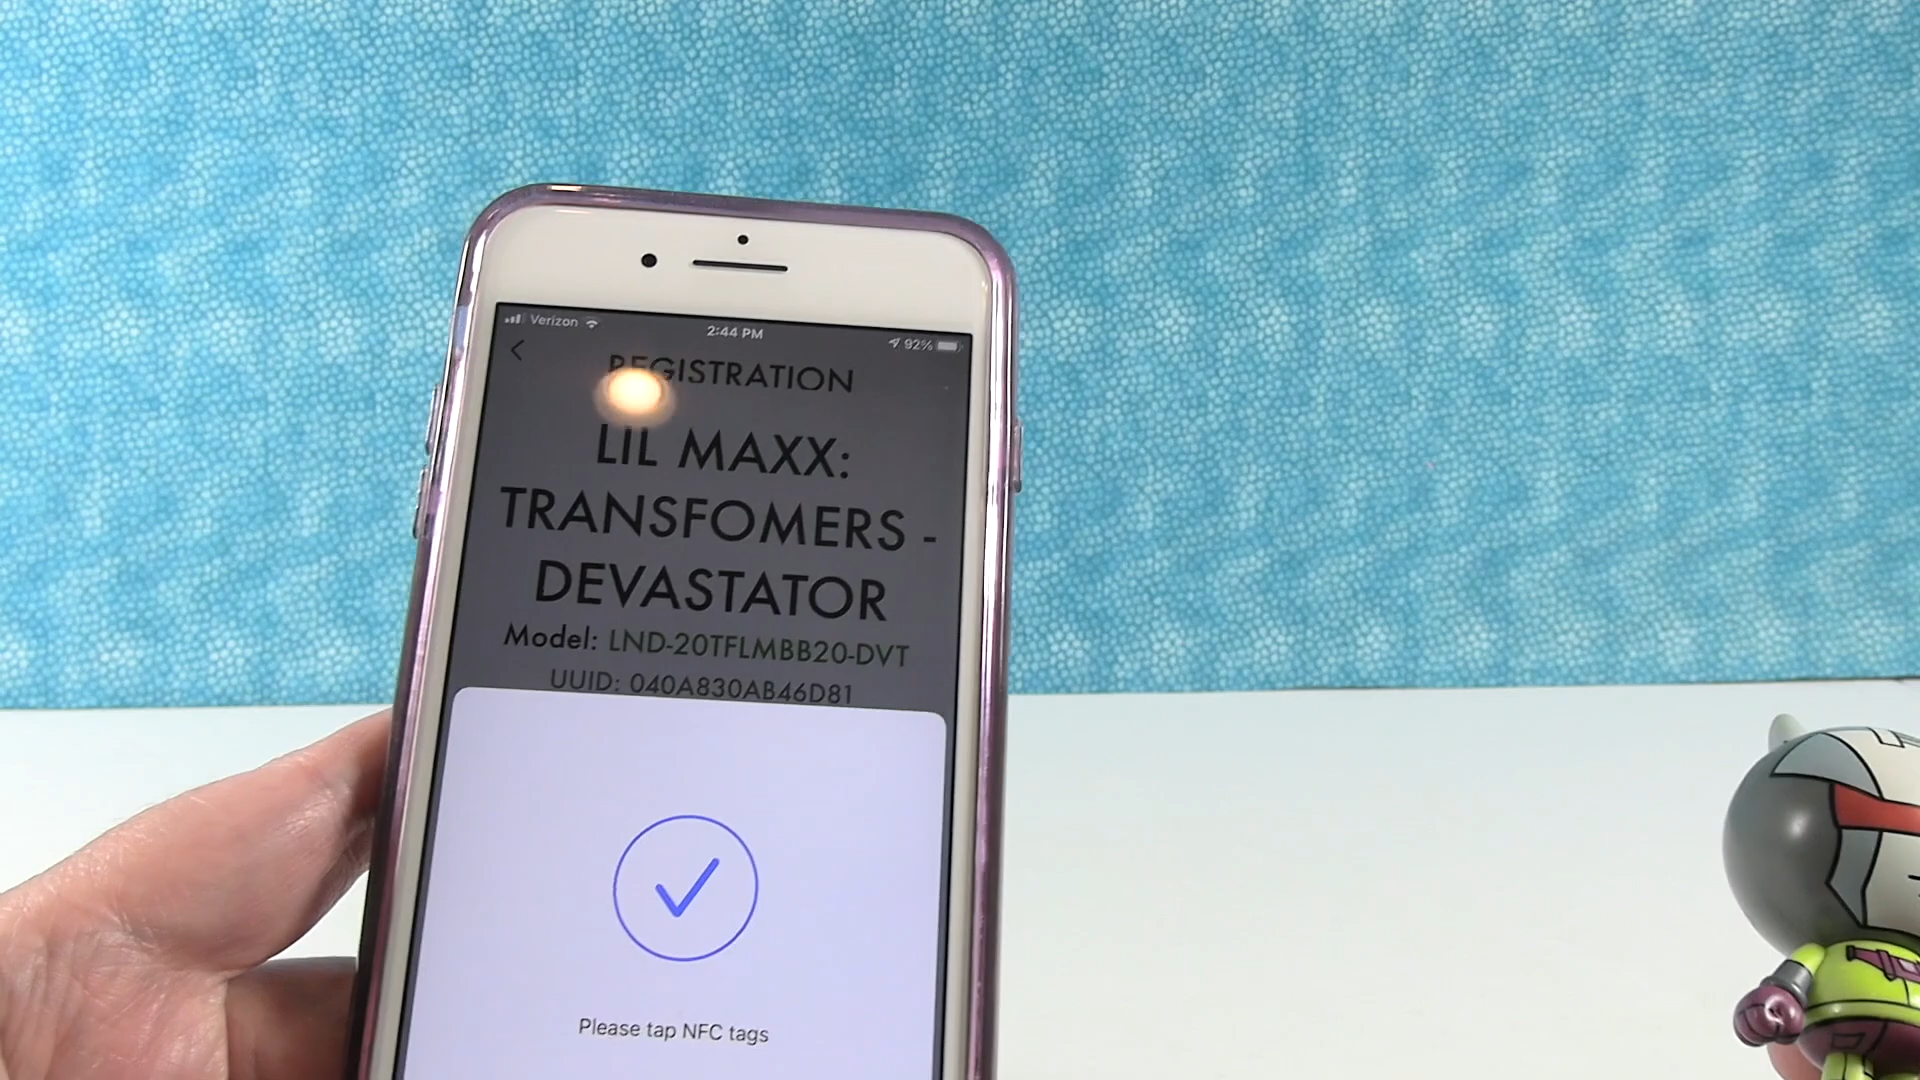 Verizon 2:44 PM 92%
REGISTRATION
LIL MAXX:
TRANSFOMERS -
DEVASTATOR
Model: LND-20TFLMBB20-DVT
UUID: 040A830AB46D81
Please tap NFC tags